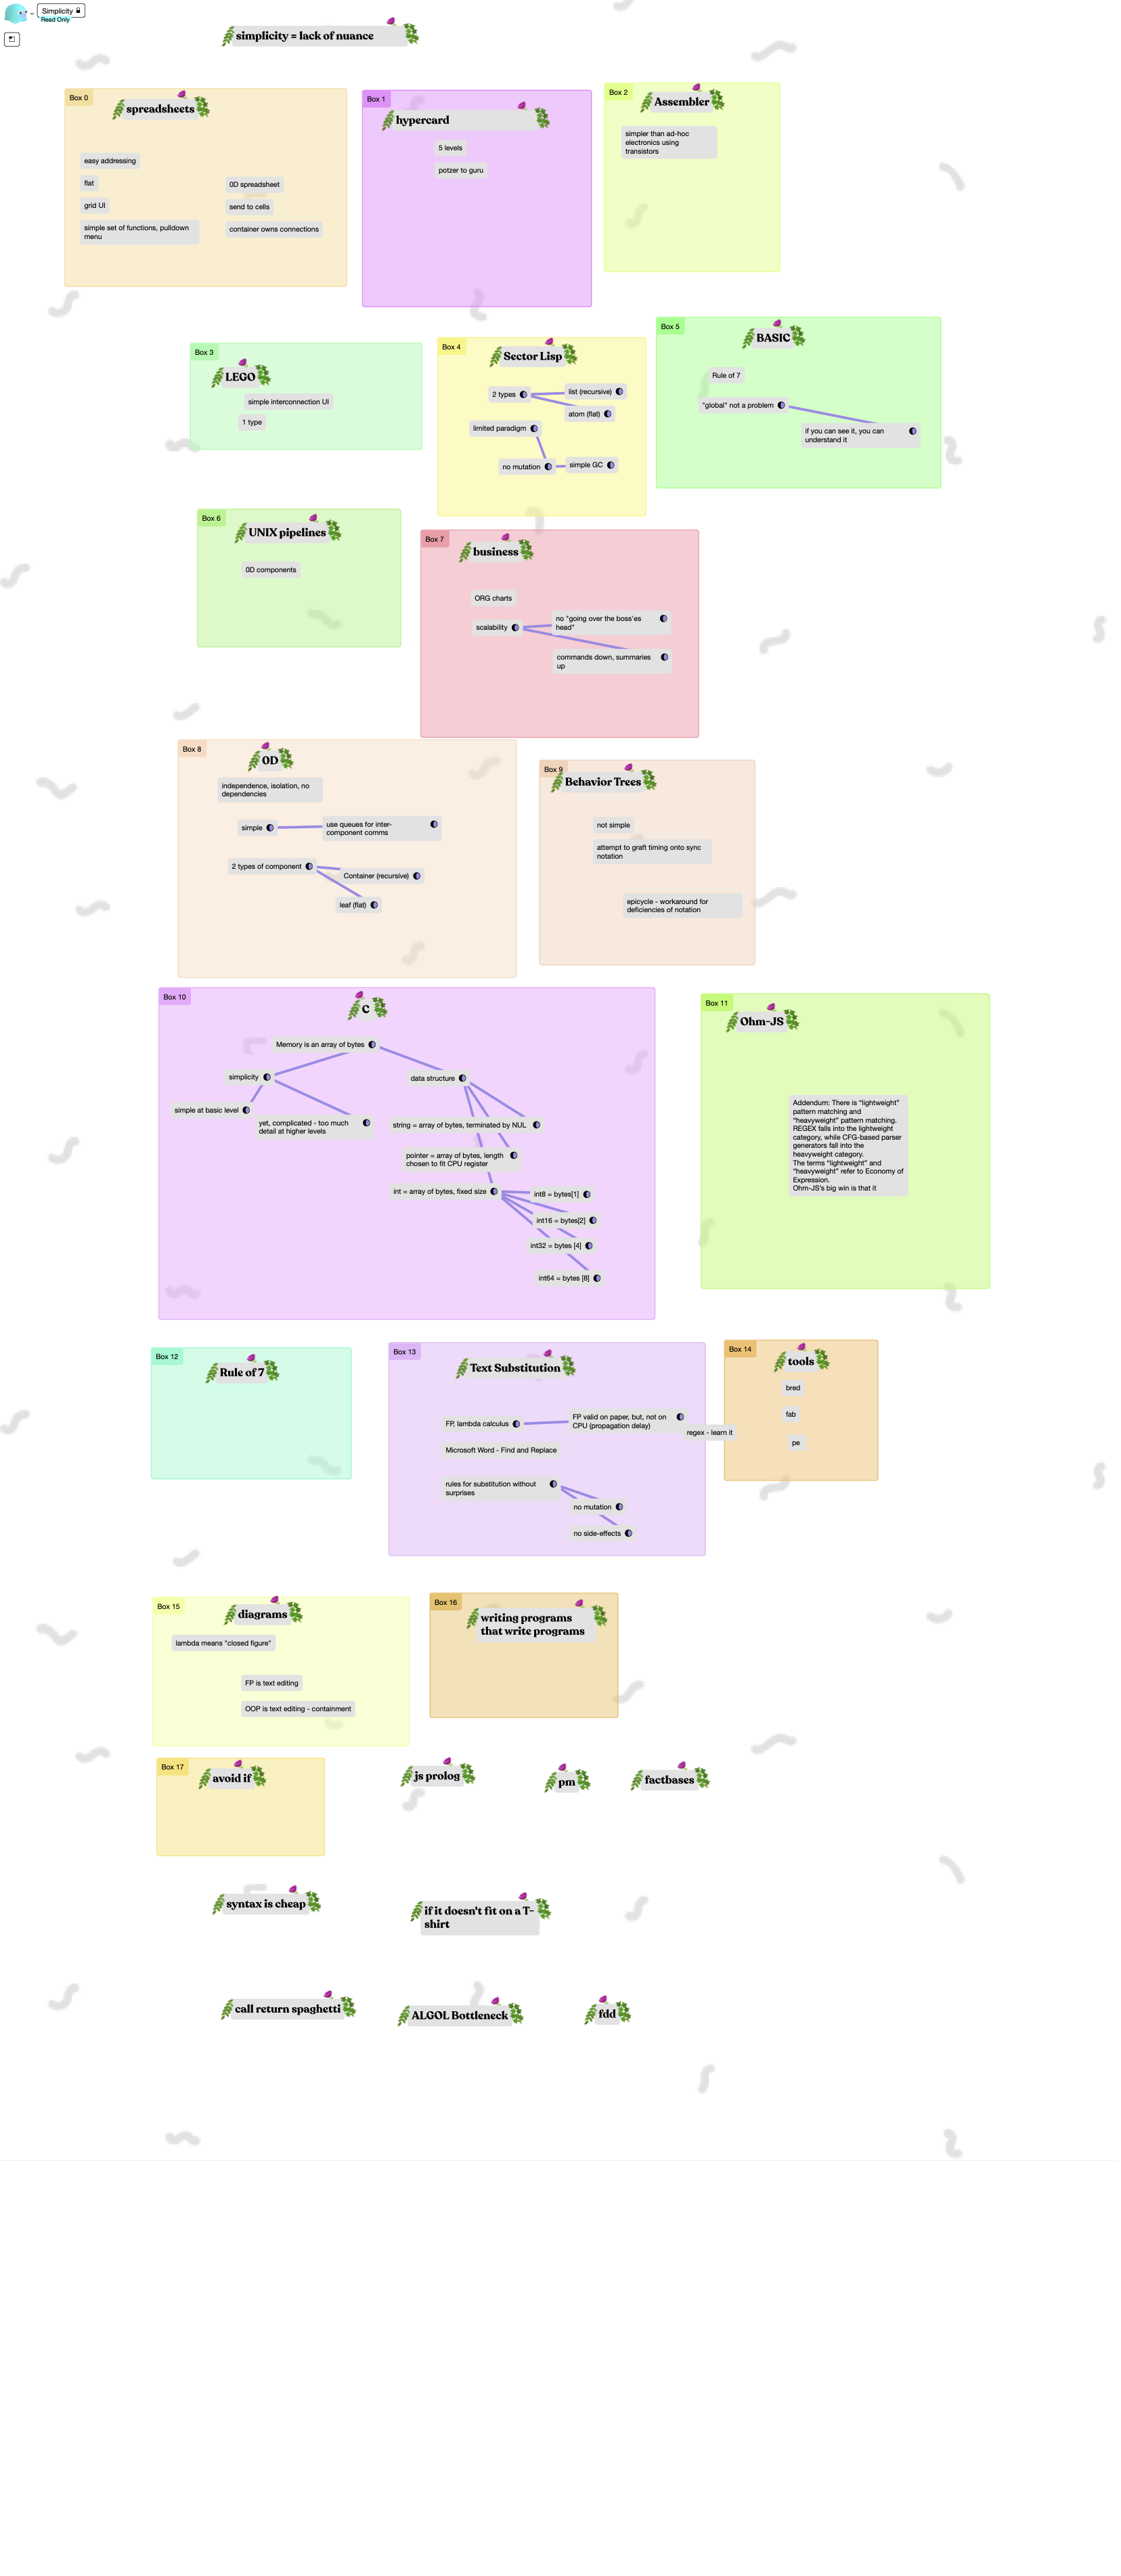 Simplicity
Read Only
simplicity = lack of nuance
Box 0
spreadsheets
easy addressing
flat
grid UI
simple set of functions, pulldown
menu
0D spreadsheet
send to cells
container owns connections
Box 1
hypercard
5 levels
potzer to guru
Box 2
Assembler
simpler than ad-hoc
electronics using
transistors
Box 3
LEGO
simple interconnection UI
1 type
Box 4
Sector Lisp
2 types
list (recursive)
atom (flat)
limited paradigm
no mutation
simple GC
Box 5
BASIC
Rule of 7
"global" not a problem
if you can see it, you can
understand it
Box 6
UNIX pipelines
0D components
Box 7
business
ORG charts
scalability
no "going over the boss'es
head"
commands down, summaries
up
Box 8
0D
independence, isolation, no
dependencies
simple
use queues for inter-
component comms
2 types of component
Container (recursive)
leaf (flat)
Box 9
Behavior Trees
not simple
attempt to graft timing onto sync
notation
epicycle - workaround for
deficiencies of notation
Box 10
C
Memory is an array of bytes
simplicity
data structure
simple at basic level
yet, complicated - too much
detail at higher levels
string = array of bytes, terminated by NUL
pointer = array of bytes, length
chosen to fit CPU register
int = array of bytes, fixed size
int8 = bytes[1]
int16 = bytes[2]
int32 = bytes [4]
int64 = bytes [8]
Box 11
Ohm-JS
Addendum: There is “lightweight”
pattern matching and
“heavyweight” pattern matching.
REGEX falls into the lightweight
category, while CFG-based parser
generators fall into the
heavyweight category.
The terms “lightweight” and
“heavyweight” refer to Economy of
Expression.
Ohm-JS's big win is that it
Box 12
Rule of 7
Box 13
Text Substitution
FP, lambda calculus
FP valid on paper, but, not on
CPU (propagation delay)
regex - learn it
Microsoft Word - Find and Replace
rules for substitution without
surprises
no mutation
no side-effects
Box 14
tools
bred
fab
pe
Box 15
diagrams
lambda means "closed figure"
FP is text editing
OOP is text editing - containment
Box 16
writing programs
that write programs
Box 17
avoid if
js prolog
pm
factbases
syntax is cheap
if it doesn't fit on a T-
shirt
call return spaghetti
ALGOL Bottleneck
fdd